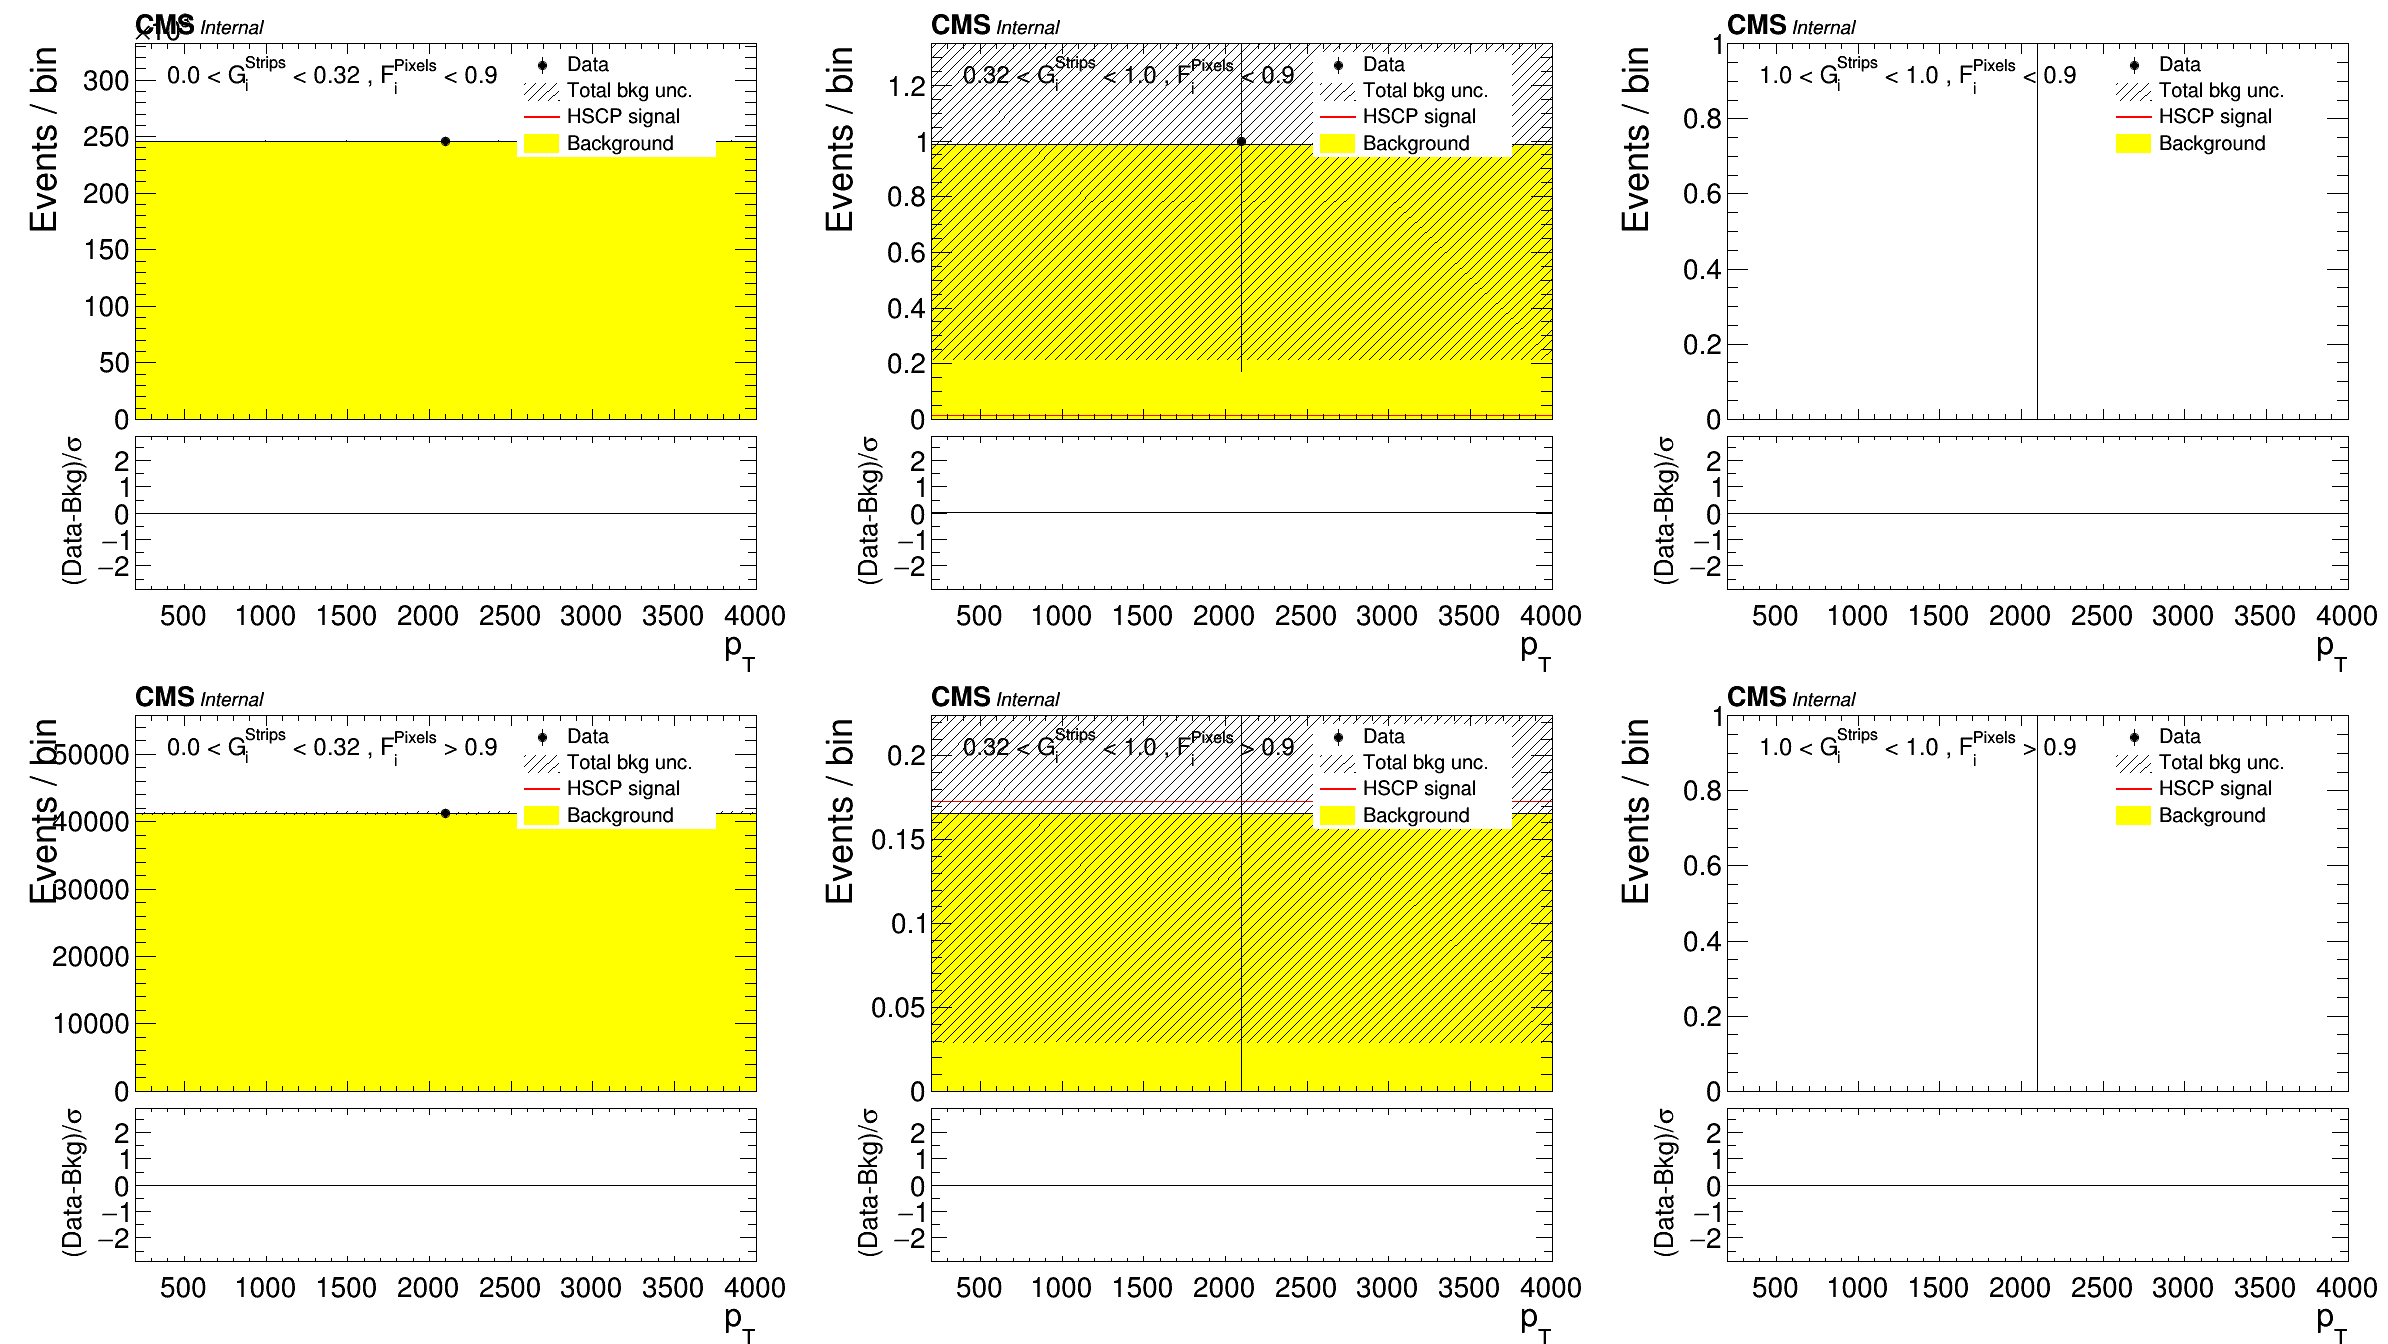 CMS Internal
×10³
Events / bin
0.0 < G_i^Strips < 0.32 , F_i^Pixels < 0.9
Data
Total bkg unc.
HSCP signal
Background
300
250
200
150
100
50
0
(Data-Bkg)/σ
2
1
0
−1
−2
500 1000 1500 2000 2500 3000 3500 4000
p_T
CMS Internal
Events / bin
0.32 < G_i^Strips < 1.0 , F_i^Pixels < 0.9
Data
Total bkg unc.
HSCP signal
Background
1.2
1
0.8
0.6
0.4
0.2
0
(Data-Bkg)/σ
2
1
0
−1
−2
500 1000 1500 2000 2500 3000 3500 4000
p_T
CMS Internal
Events / bin
1.0 < G_i^Strips < 1.0 , F_i^Pixels < 0.9
Data
Total bkg unc.
HSCP signal
Background
1
0.8
0.6
0.4
0.2
0
(Data-Bkg)/σ
2
1
0
−1
−2
500 1000 1500 2000 2500 3000 3500 4000
p_T
CMS Internal
Events / bin
0.0 < G_i^Strips < 0.32 , F_i^Pixels > 0.9
Data
Total bkg unc.
HSCP signal
Background
50000
40000
30000
20000
10000
0
(Data-Bkg)/σ
2
1
0
−1
−2
500 1000 1500 2000 2500 3000 3500 4000
p_T
CMS Internal
Events / bin
0.32 < G_i^Strips < 1.0 , F_i^Pixels > 0.9
Data
Total bkg unc.
HSCP signal
Background
0.2
0.15
0.1
0.05
0
(Data-Bkg)/σ
2
1
0
−1
−2
500 1000 1500 2000 2500 3000 3500 4000
p_T
CMS Internal
Events / bin
1.0 < G_i^Strips < 1.0 , F_i^Pixels > 0.9
Data
Total bkg unc.
HSCP signal
Background
1
0.8
0.6
0.4
0.2
0
(Data-Bkg)/σ
2
1
0
−1
−2
500 1000 1500 2000 2500 3000 3500 4000
p_T